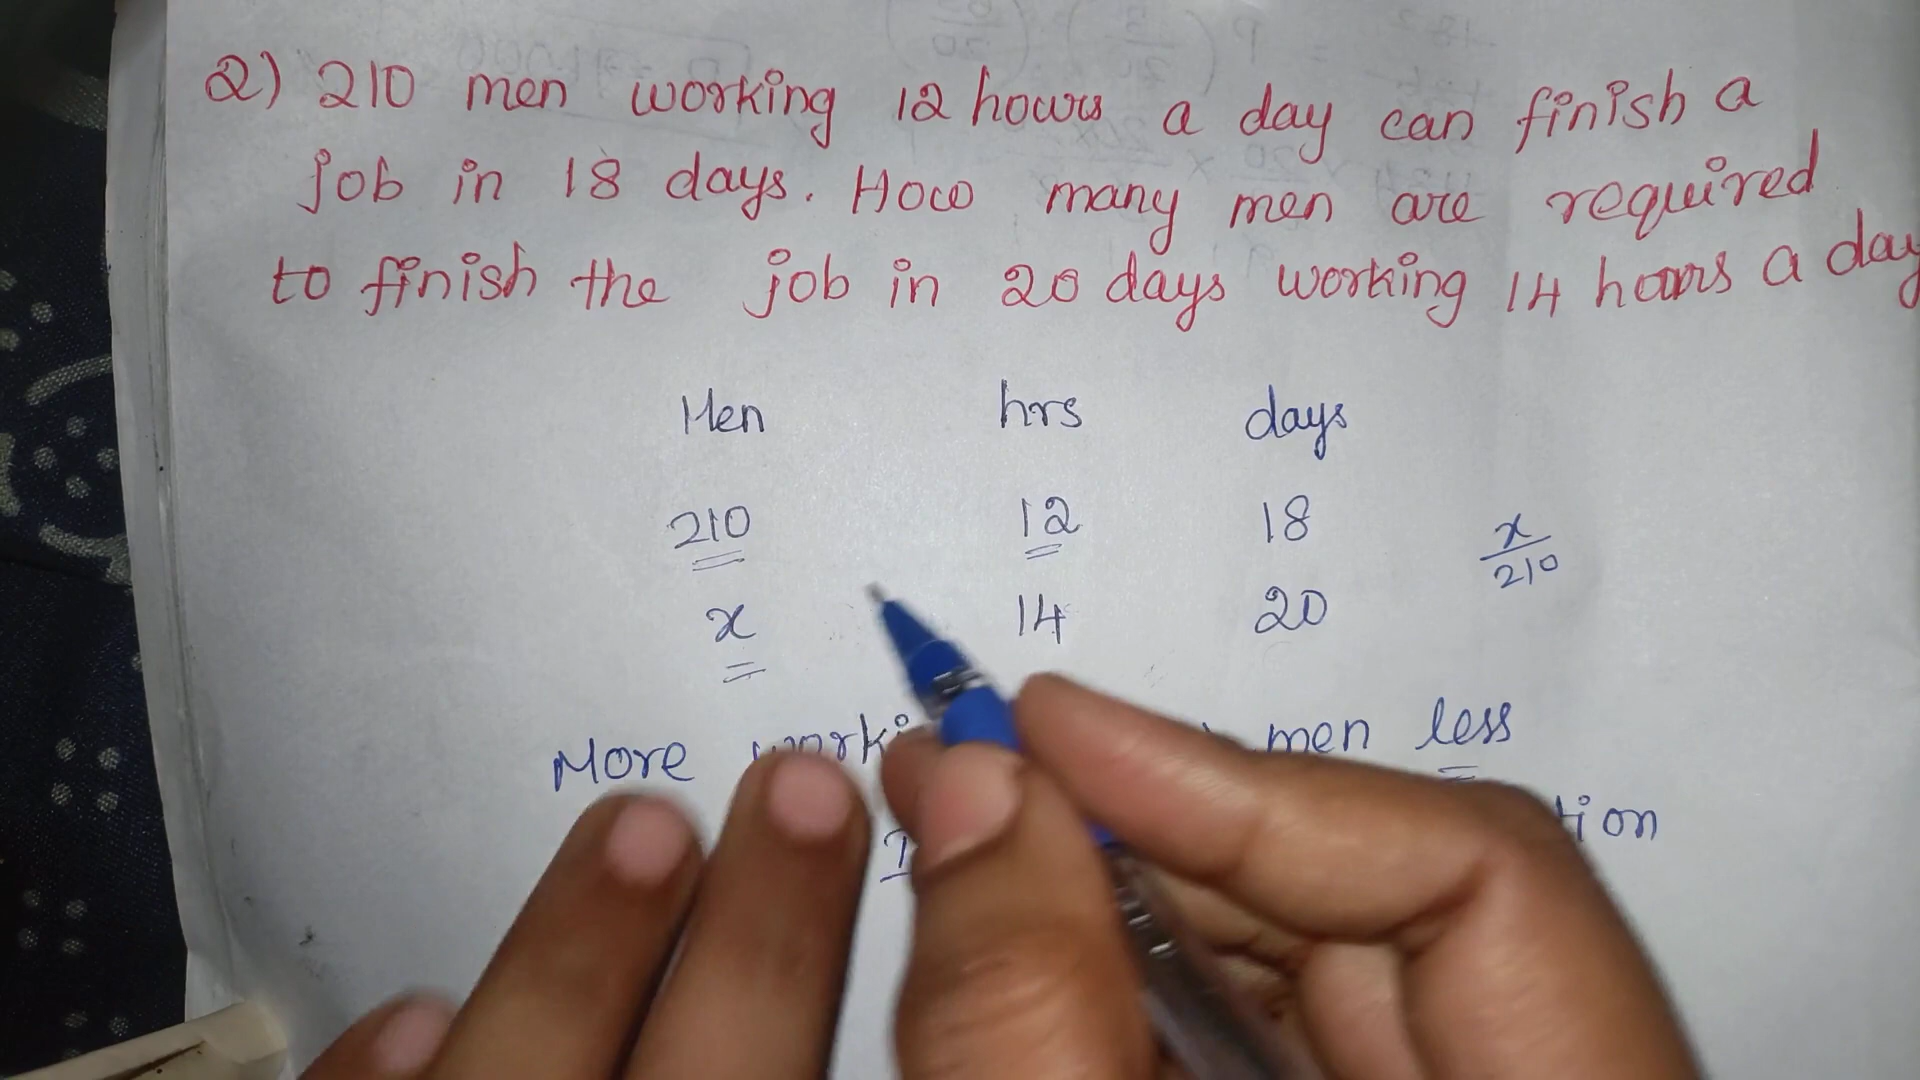 2) 210 men working 12 hours a day can finish a
job in 18 days. How many men are required
to finish the job in 20 days working 14 hours a day
Men hrs days
210 12 18
x 14 20
x/210
More men less